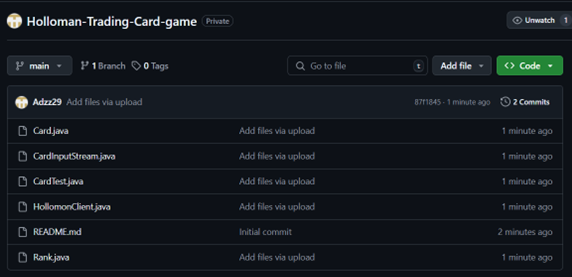 Holloman-Trading-Card-game Private Unwatch 1
main 1 Branch 0 Tags Go to file t Add file Code
Adzz29 Add files via upload 87f1845 · 1 minute ago 2 Commits
Card.java Add files via upload 1 minute ago
CardInputStream.java Add files via upload 1 minute ago
CardTest.java Add files via upload 1 minute ago
HollomonClient.java Add files via upload 1 minute ago
README.md Initial commit 2 minutes ago
Rank.java Add files via upload 1 minute ago